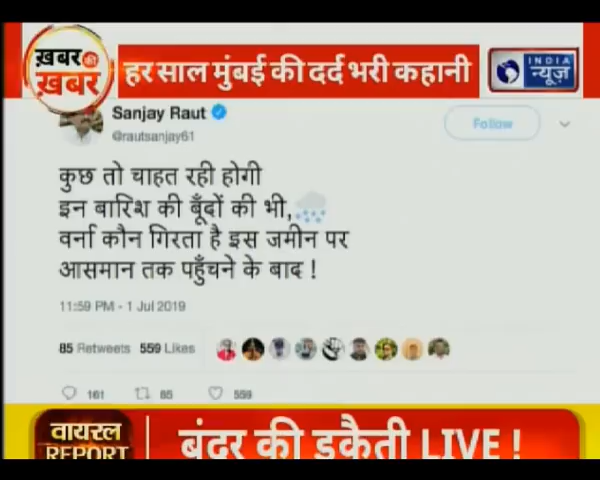 ख़बर की
ख़बर
हर साल मुंबई की दर्द भरी कहानी
INDIA
न्यूज़
Sanjay Raut
@rautsanjay61
Follow
कुछ तो चाहत रही होगी
इन बारिश की बूँदों की भी,
वर्ना कौन गिरता है इस जमीन पर
आसमान तक पहुँचने के बाद !
11:59 PM - 1 Jul 2019
85 Retweets 559 Likes
161 85 559
वायरल
REPORT
बंदर की डकैती LIVE !